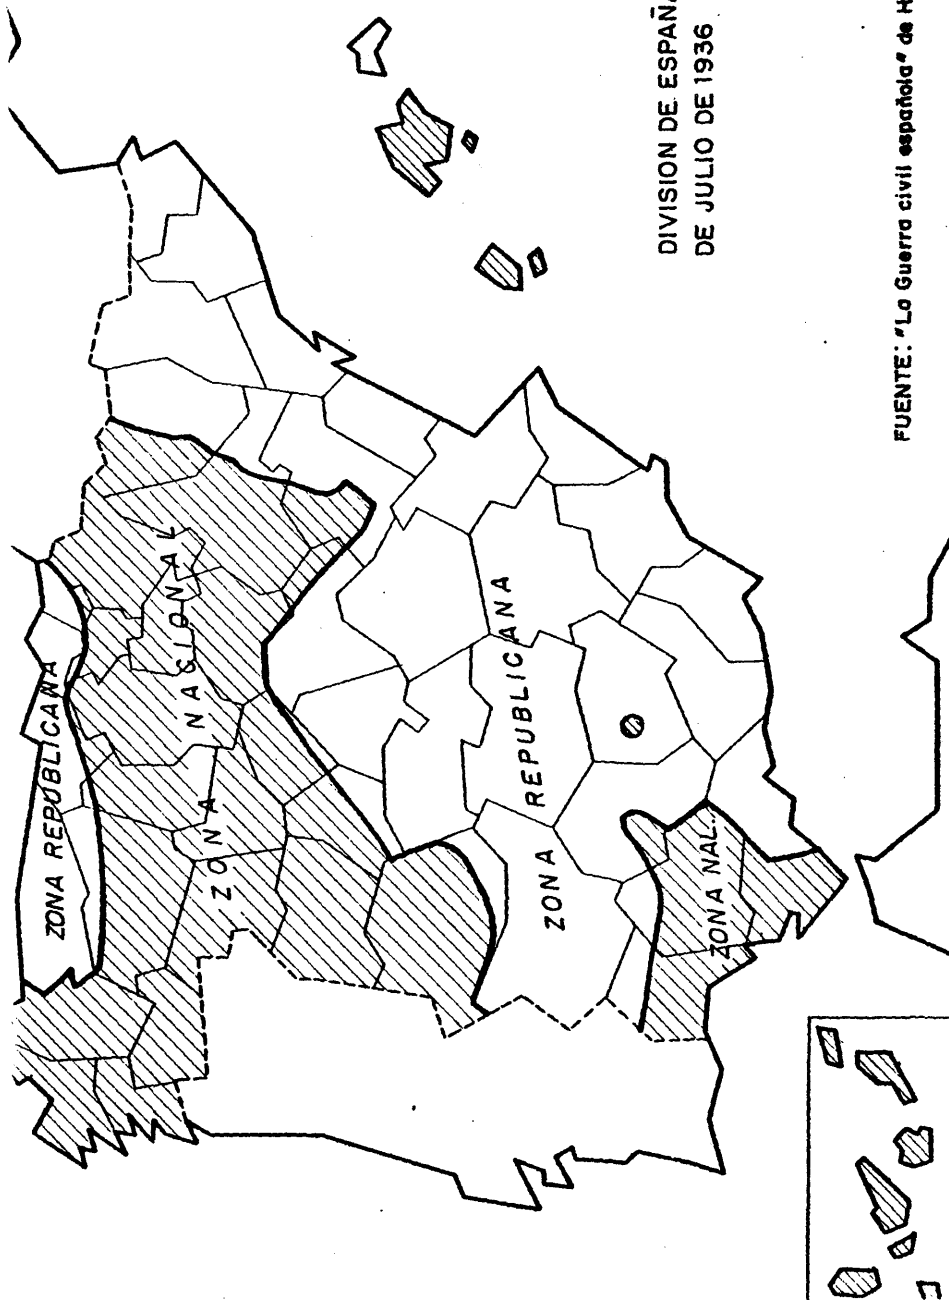 ZONA REPUBLICANA
ZONA NACIONAL
ZONA REPUBLICANA
ZONA NAL.
DIVISION DE ESPAÑA
DE JULIO DE 1936
FUENTE: "La Guerra civil española" de H